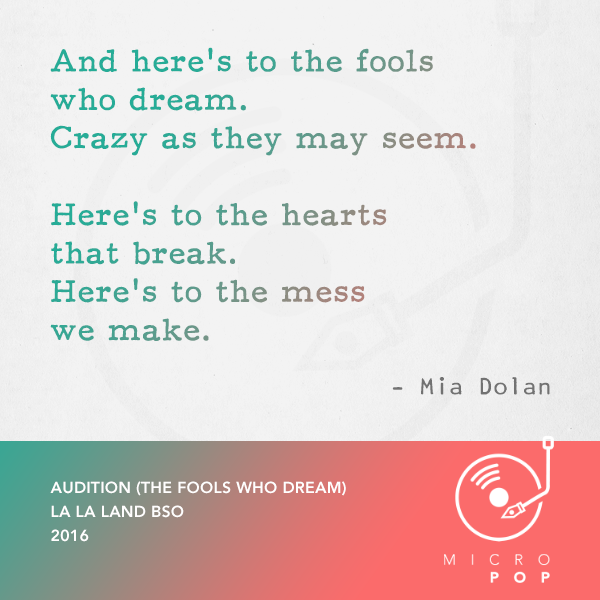 And here's to the fools
who dream.
Crazy as they may seem.
Here's to the hearts
that break.
Here's to the mess
we make.
- Mia Dolan
AUDITION (THE FOOLS WHO DREAM)
LA LA LAND BSO
2016
MICRO
POP